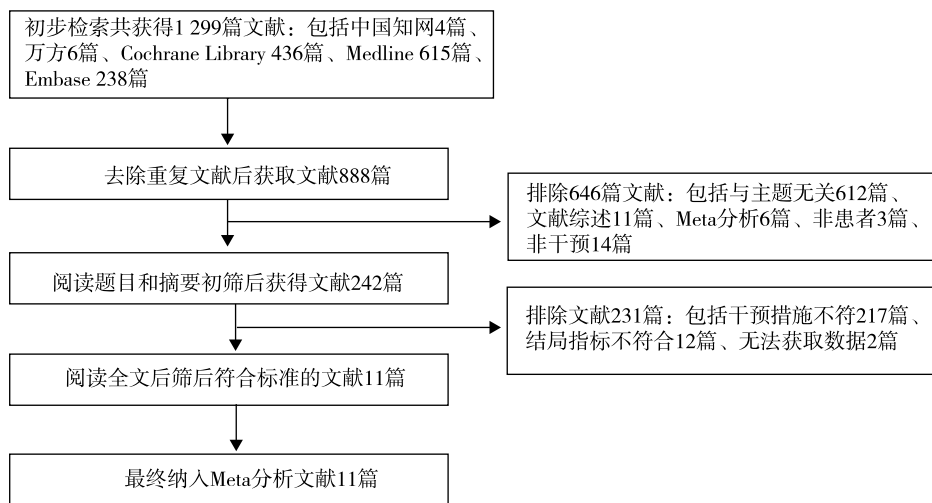 初步检索共获得1 299篇文献：包括中国知网4篇、
万方6篇、Cochrane Library 436篇、Medline 615篇、
Embase 238篇
去除重复文献后获取文献888篇
排除646篇文献：包括与主题无关612篇、
文献综述11篇、Meta分析6篇、非患者3篇、
非干预14篇
阅读题目和摘要初筛后获得文献242篇
排除文献231篇：包括干预措施不符217篇、
结局指标不符合12篇、无法获取数据2篇
阅读全文后筛后符合标准的文献11篇
最终纳入Meta分析文献11篇